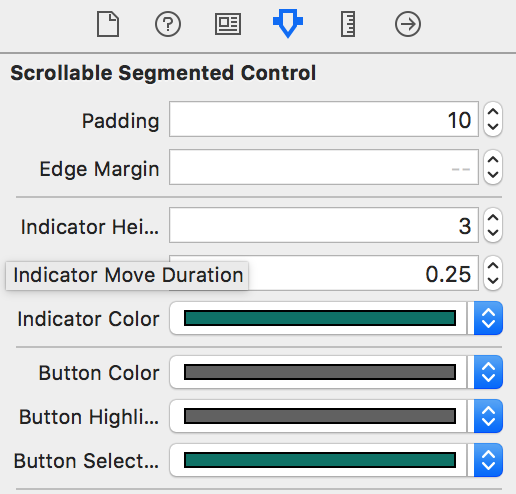 Scrollable Segmented Control
Padding 10
Edge Margin --
Indicator Hei... 3
Indicator Move Duration 0.25
Indicator Color
Button Color
Button Highli...
Button Select...